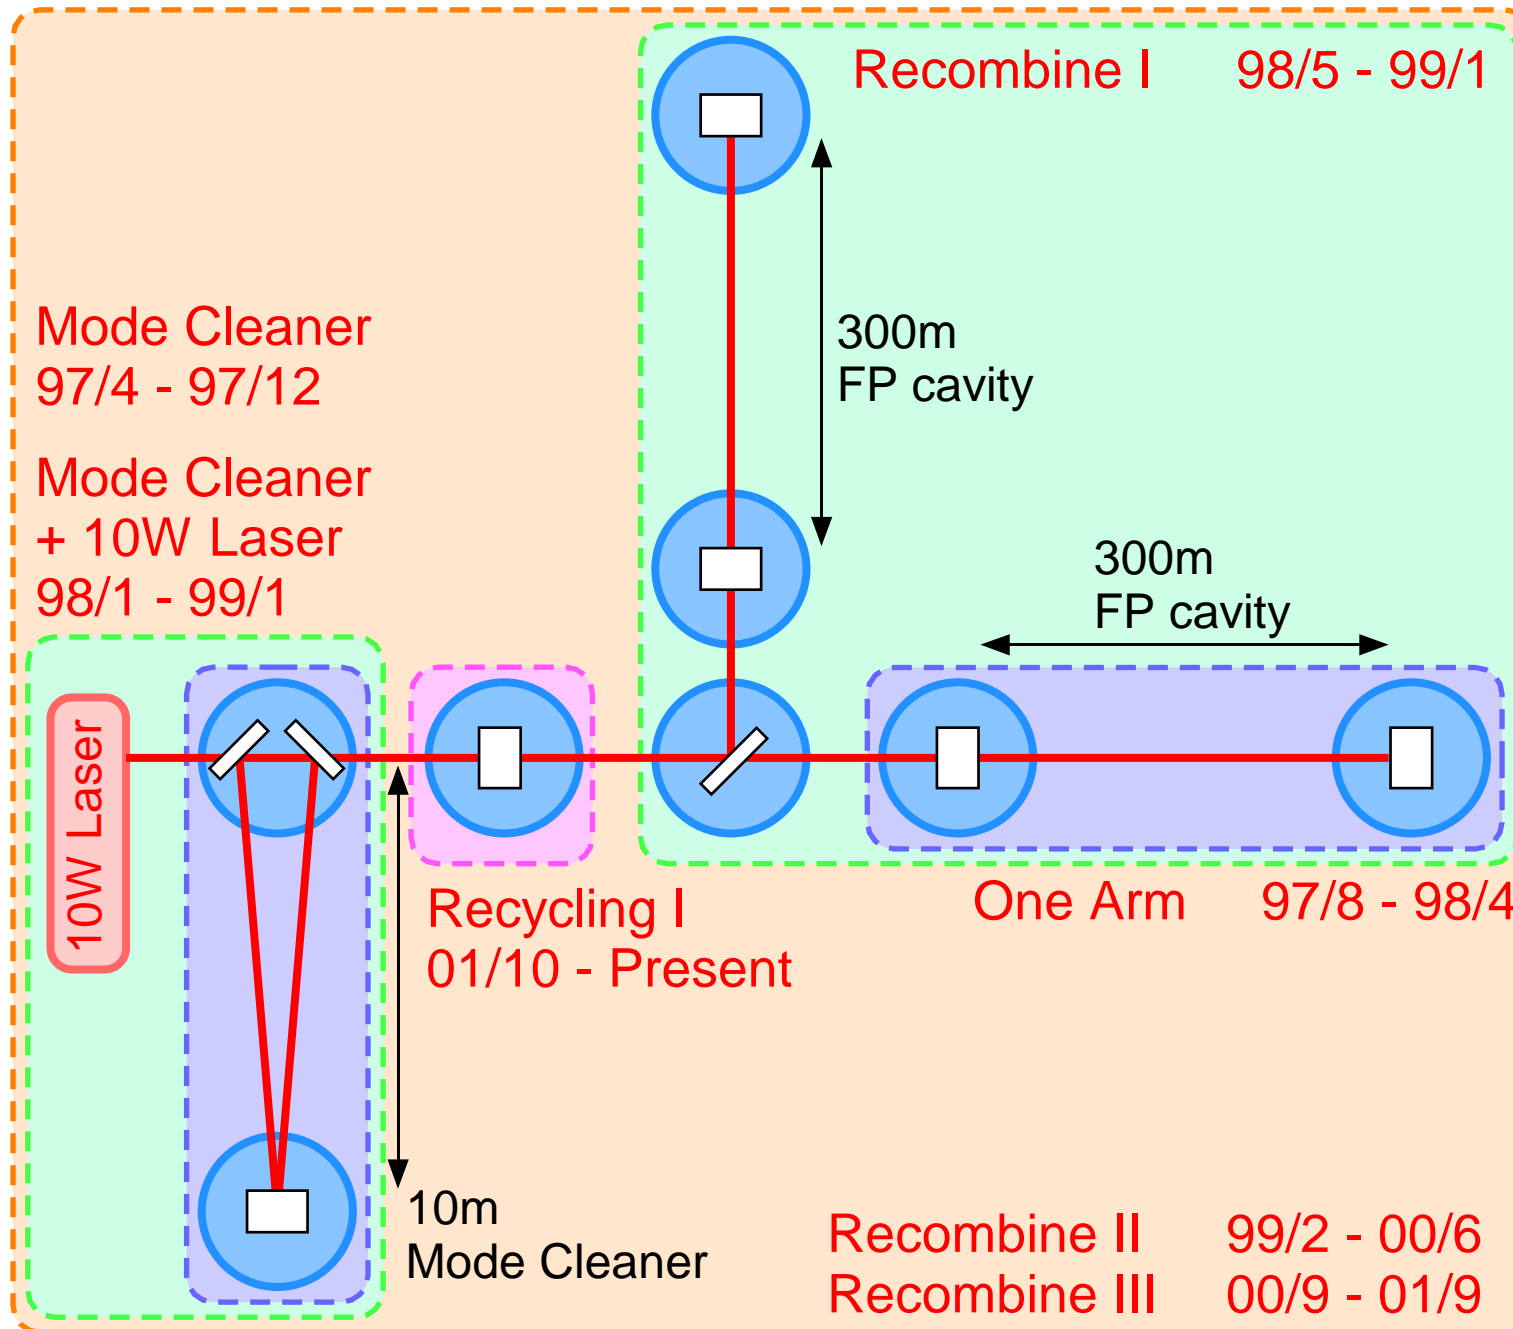 Recombine I 98/5 - 99/1
Mode Cleaner
97/4 - 97/12
300m
FP cavity
Mode Cleaner
+ 10W Laser
98/1 - 99/1
300m
FP cavity
10W Laser
Recycling I
01/10 - Present
One Arm 97/8 - 98/4
10m
Mode Cleaner
Recombine II 99/2 - 00/6
Recombine III 00/9 - 01/9